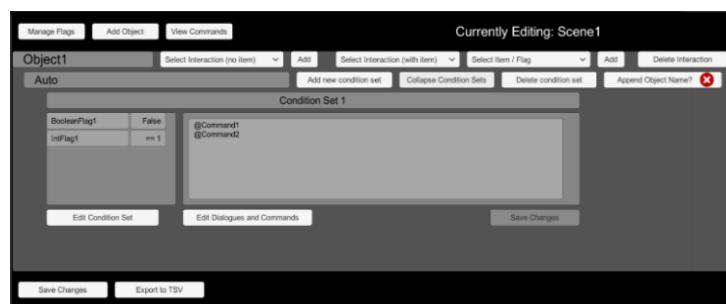 Manage Flags Add Object View Commands Currently Editing: Scene1
Object1 Select Interaction (no item) Add Select Interaction (with item) Select Item / Flag Add Delete Interaction
Auto Add new condition set Collapse Condition Sets Delete condition set Append Object Name?
Condition Set 1
BooleanFlag1 False
IntFlag1 == 1
@Command1
@Command2
Edit Condition Set Edit Dialogues and Commands Save Changes
Save Changes Export to TSV